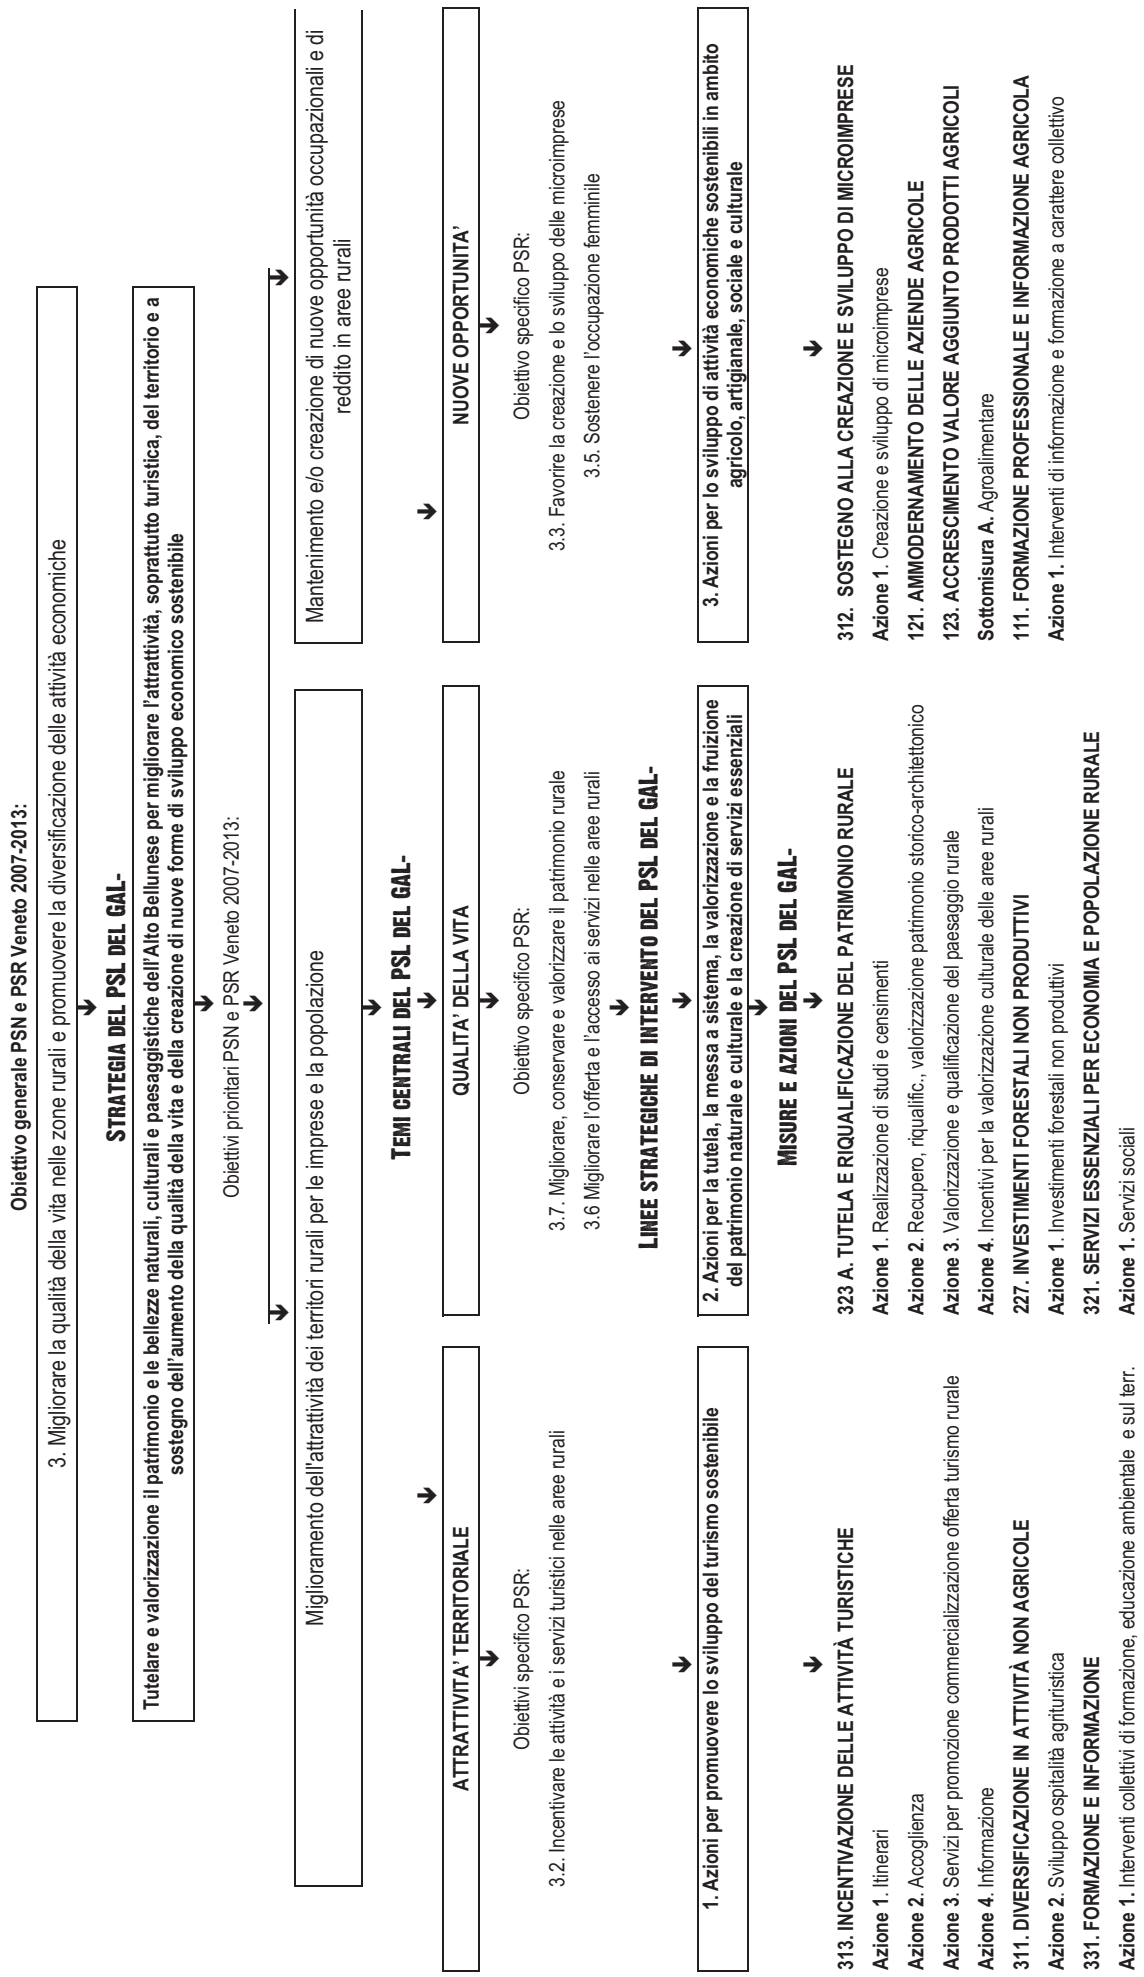 Obiettivo generale PSN e PSR Veneto 2007-2013:
3. Migliorare la qualità della vita nelle zone rurali e promuovere la diversificazione delle attività economiche
STRATEGIA DEL PSL DEL GAL-
Tutelare e valorizzazione il patrimonio e le bellezze naturali, culturali e paesaggistiche dell'Alto Bellunese per migliorare l'attrattività, soprattutto turistica, del territorio e a
sostegno dell'aumento della qualità della vita e della creazione di nuove forme di sviluppo economico sostenibile
Obiettivi prioritari PSN e PSR Veneto 2007-2013:
Miglioramento dell'attrattività dei territori rurali per le imprese e la popolazione
Mantenimento e/o creazione di nuove opportunità occupazionali e di
reddito in aree rurali
TEMI CENTRALI DEL PSL DEL GAL-
ATTRATTIVITA' TERRITORIALE
Obiettivi specifico PSR:
3.2. Incentivare le attività e i servizi turistici nelle aree rurali
QUALITA' DELLA VITA
Obiettivo specifico PSR:
3.7. Migliorare, conservare e valorizzare il patrimonio rurale
3.6 Migliorare l'offerta e l'accesso ai servizi nelle aree rurali
NUOVE OPPORTUNITA'
Obiettivo specifico PSR:
3.3. Favorire la creazione e lo sviluppo delle microimprese
3.5. Sostenere l'occupazione femminile
LINEE STRATEGICHE DI INTERVENTO DEL PSL DEL GAL-
1. Azioni per promuovere lo sviluppo del turismo sostenibile
2. Azioni per la tutela, la messa a sistema, la valorizzazione e la fruizione
del patrimonio naturale e culturale e la creazione di servizi essenziali
3. Azioni per lo sviluppo di attività economiche sostenibili in ambito
agricolo, artigianale, sociale e culturale
MISURE E AZIONI DEL PSL DEL GAL-
313. INCENTIVAZIONE DELLE ATTIVITÀ TURISTICHE
Azione 1. Itinerari
Azione 2. Accoglienza
Azione 3. Servizi per promozione commercializzazione offerta turismo rurale
Azione 4. Informazione
311. DIVERSIFICAZIONE IN ATTIVITÀ NON AGRICOLE
Azione 2. Sviluppo ospitalità agrituristica
331. FORMAZIONE E INFORMAZIONE
Azione 1. Interventi collettivi di formazione, educazione ambientale e sul terr.
323 A. TUTELA E RIQUALIFICAZIONE DEL PATRIMONIO RURALE
Azione 1. Realizzazione di studi e censimenti
Azione 2. Recupero, riqualific., valorizzazione patrimonio storico-architettonico
Azione 3. Valorizzazione e qualificazione del paesaggio rurale
Azione 4. Incentivi per la valorizzazione culturale delle aree rurali
227. INVESTIMENTI FORESTALI NON PRODUTTIVI
Azione 1. Investimenti forestali non produttivi
321. SERVIZI ESSENZIALI PER ECONOMIA E POPOLAZIONE RURALE
Azione 1. Servizi sociali
312. SOSTEGNO ALLA CREAZIONE E SVILUPPO DI MICROIMPRESE
Azione 1. Creazione e sviluppo di microimprese
121. AMMODERNAMENTO DELLE AZIENDE AGRICOLE
123. ACCRESCIMENTO VALORE AGGIUNTO PRODOTTI AGRICOLI
Sottomisura A. Agroalimentare
111. FORMAZIONE PROFESSIONALE E INFORMAZIONE AGRICOLA
Azione 1. Interventi di informazione e formazione a carattere collettivo